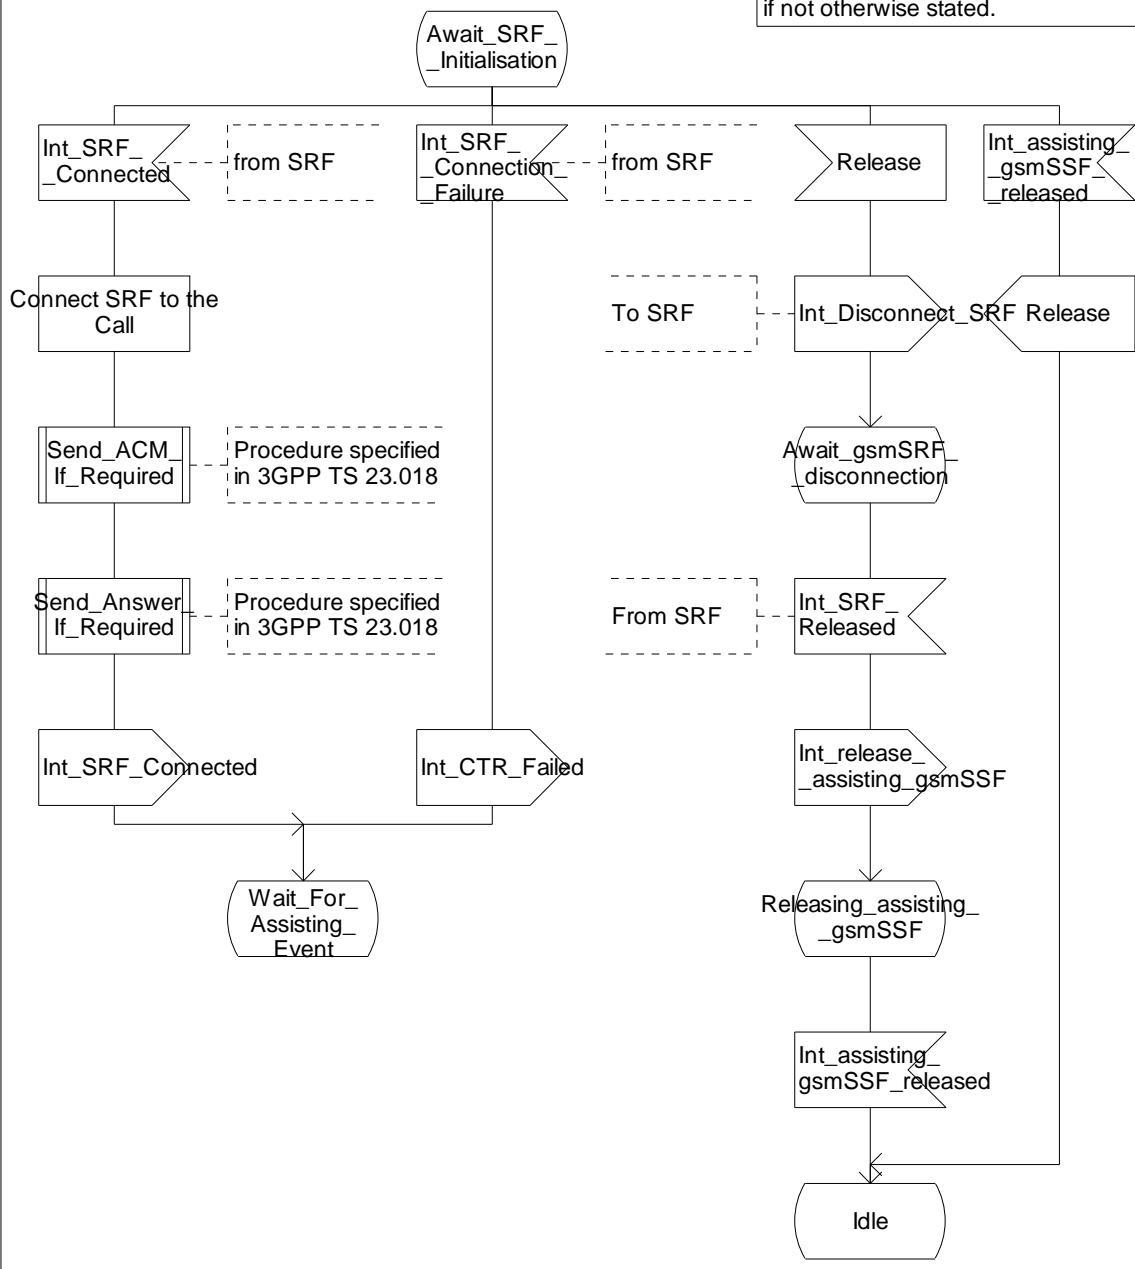 if not otherwise stated.
Await_SRF_
_Initialisation
Int_SRF_
_Connected
from SRF
Int_SRF_
_Connection_
_Failure
from SRF
Release
Int_assisting_
_gsmSSF_
_released
Connect SRF to the
Call
To SRF
Int_Disconnect_SRF
Release
Send_ACM_
If_Required
Procedure specified
in 3GPP TS 23.018
Await_gsmSRF_
_disconnection
Send_Answer_
If_Required
Procedure specified
in 3GPP TS 23.018
From SRF
Int_SRF_
Released
Int_SRF_Connected
Int_CTR_Failed
Int_release_
_assisting_gsmSSF
Wait_For_
Assisting_
Event
Releasing_assisting_
_gsmSSF
Int_assisting_
gsmSSF_released
Idle